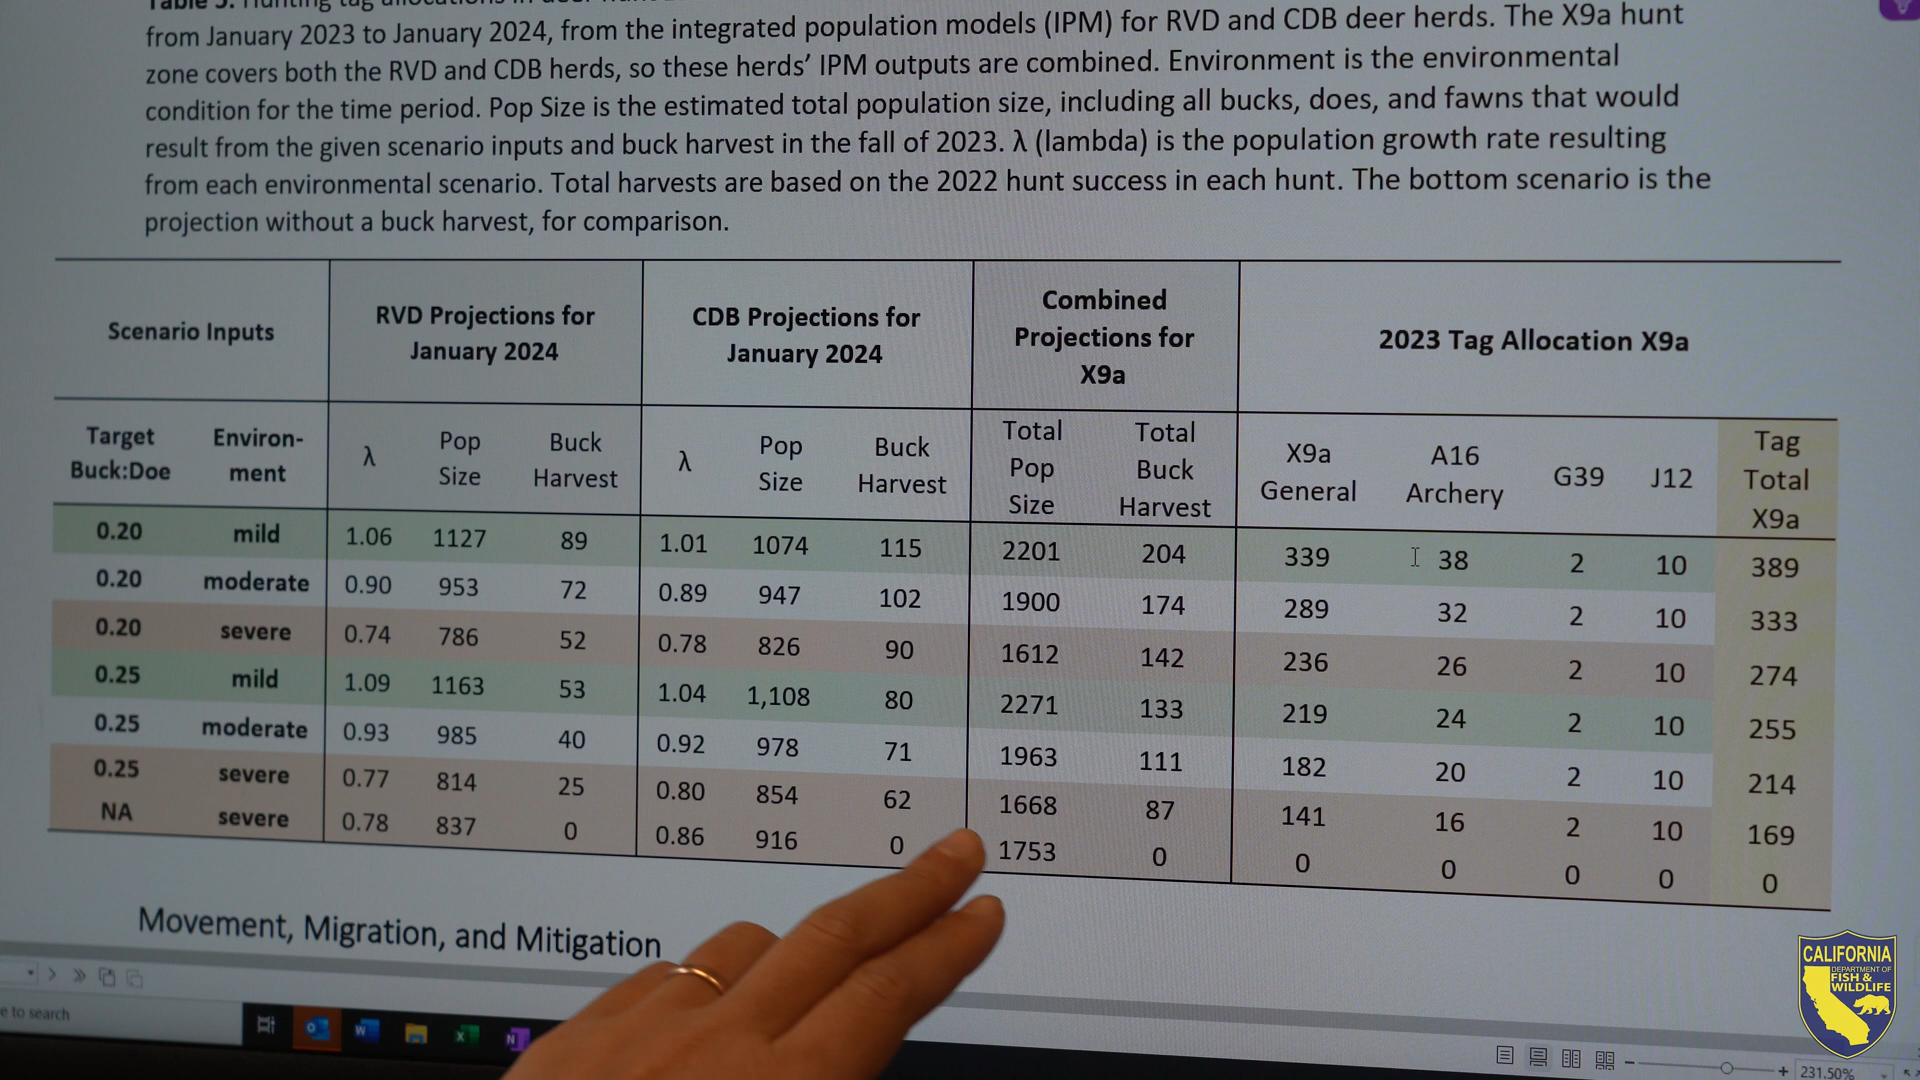 Table 5. Hunting tag allocations in deer hunt
from January 2023 to January 2024, from the integrated population models (IPM) for RVD and CDB deer herds. The X9a hunt
zone covers both the RVD and CDB herds, so these herds’ IPM outputs are combined. Environment is the environmental
condition for the time period. Pop Size is the estimated total population size, including all bucks, does, and fawns that would
result from the given scenario inputs and buck harvest in the fall of 2023. λ (lambda) is the population growth rate resulting
from each environmental scenario. Total harvests are based on the 2022 hunt success in each hunt. The bottom scenario is the
projection without a buck harvest, for comparison.
Scenario Inputs RVD Projections for January 2024 CDB Projections for January 2024 Combined Projections for X9a 2023 Tag Allocation X9a
Target Buck:Doe Environ-ment λ Pop Size Buck Harvest λ Pop Size Buck Harvest Total Pop Size Total Buck Harvest X9a General A16 Archery G39 J12 Tag Total X9a
0.20 mild 1.06 1127 89 1.01 1074 115 2201 204 339 38 2 10 389
0.20 moderate 0.90 953 72 0.89 947 102 1900 174 289 32 2 10 333
0.20 severe 0.74 786 52 0.78 826 90 1612 142 236 26 2 10 274
0.25 mild 1.09 1163 53 1.04 1,108 80 2271 133 219 24 2 10 255
0.25 moderate 0.93 985 40 0.92 978 71 1963 111 182 20 2 10 214
0.25 severe 0.77 814 25 0.80 854 62 1668 87 141 16 2 10 169
NA severe 0.78 837 0 0.86 916 0 1753 0 0 0 0 0 0
Movement, Migration, and Mitigation
e to search
231.50%
CALIFORNIA
DEPARTMENT OF
FISH &
WILDLIFE